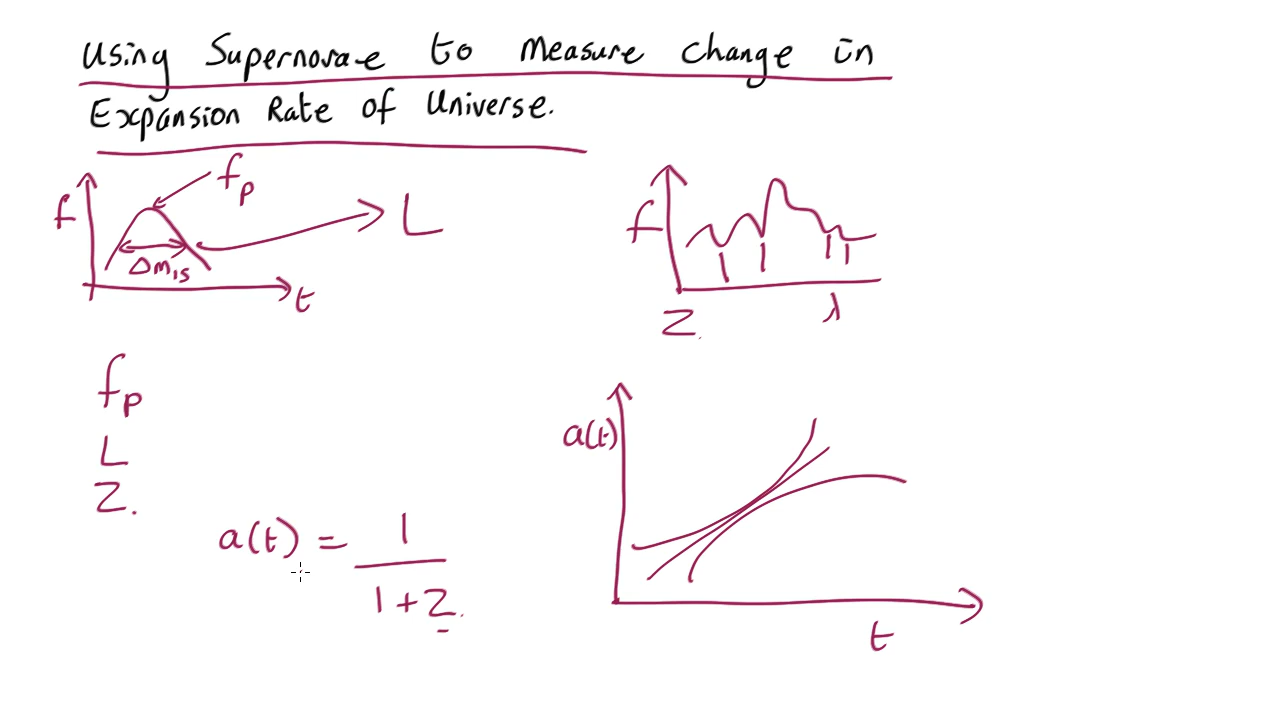 Using Supernovae to Measure Change in
Expansion Rate of Universe.
fp
f
L
Δm15
t
f
λ
Z.
fp
L
Z.
a(t) = 1 / 1+Z.
a(t)
t